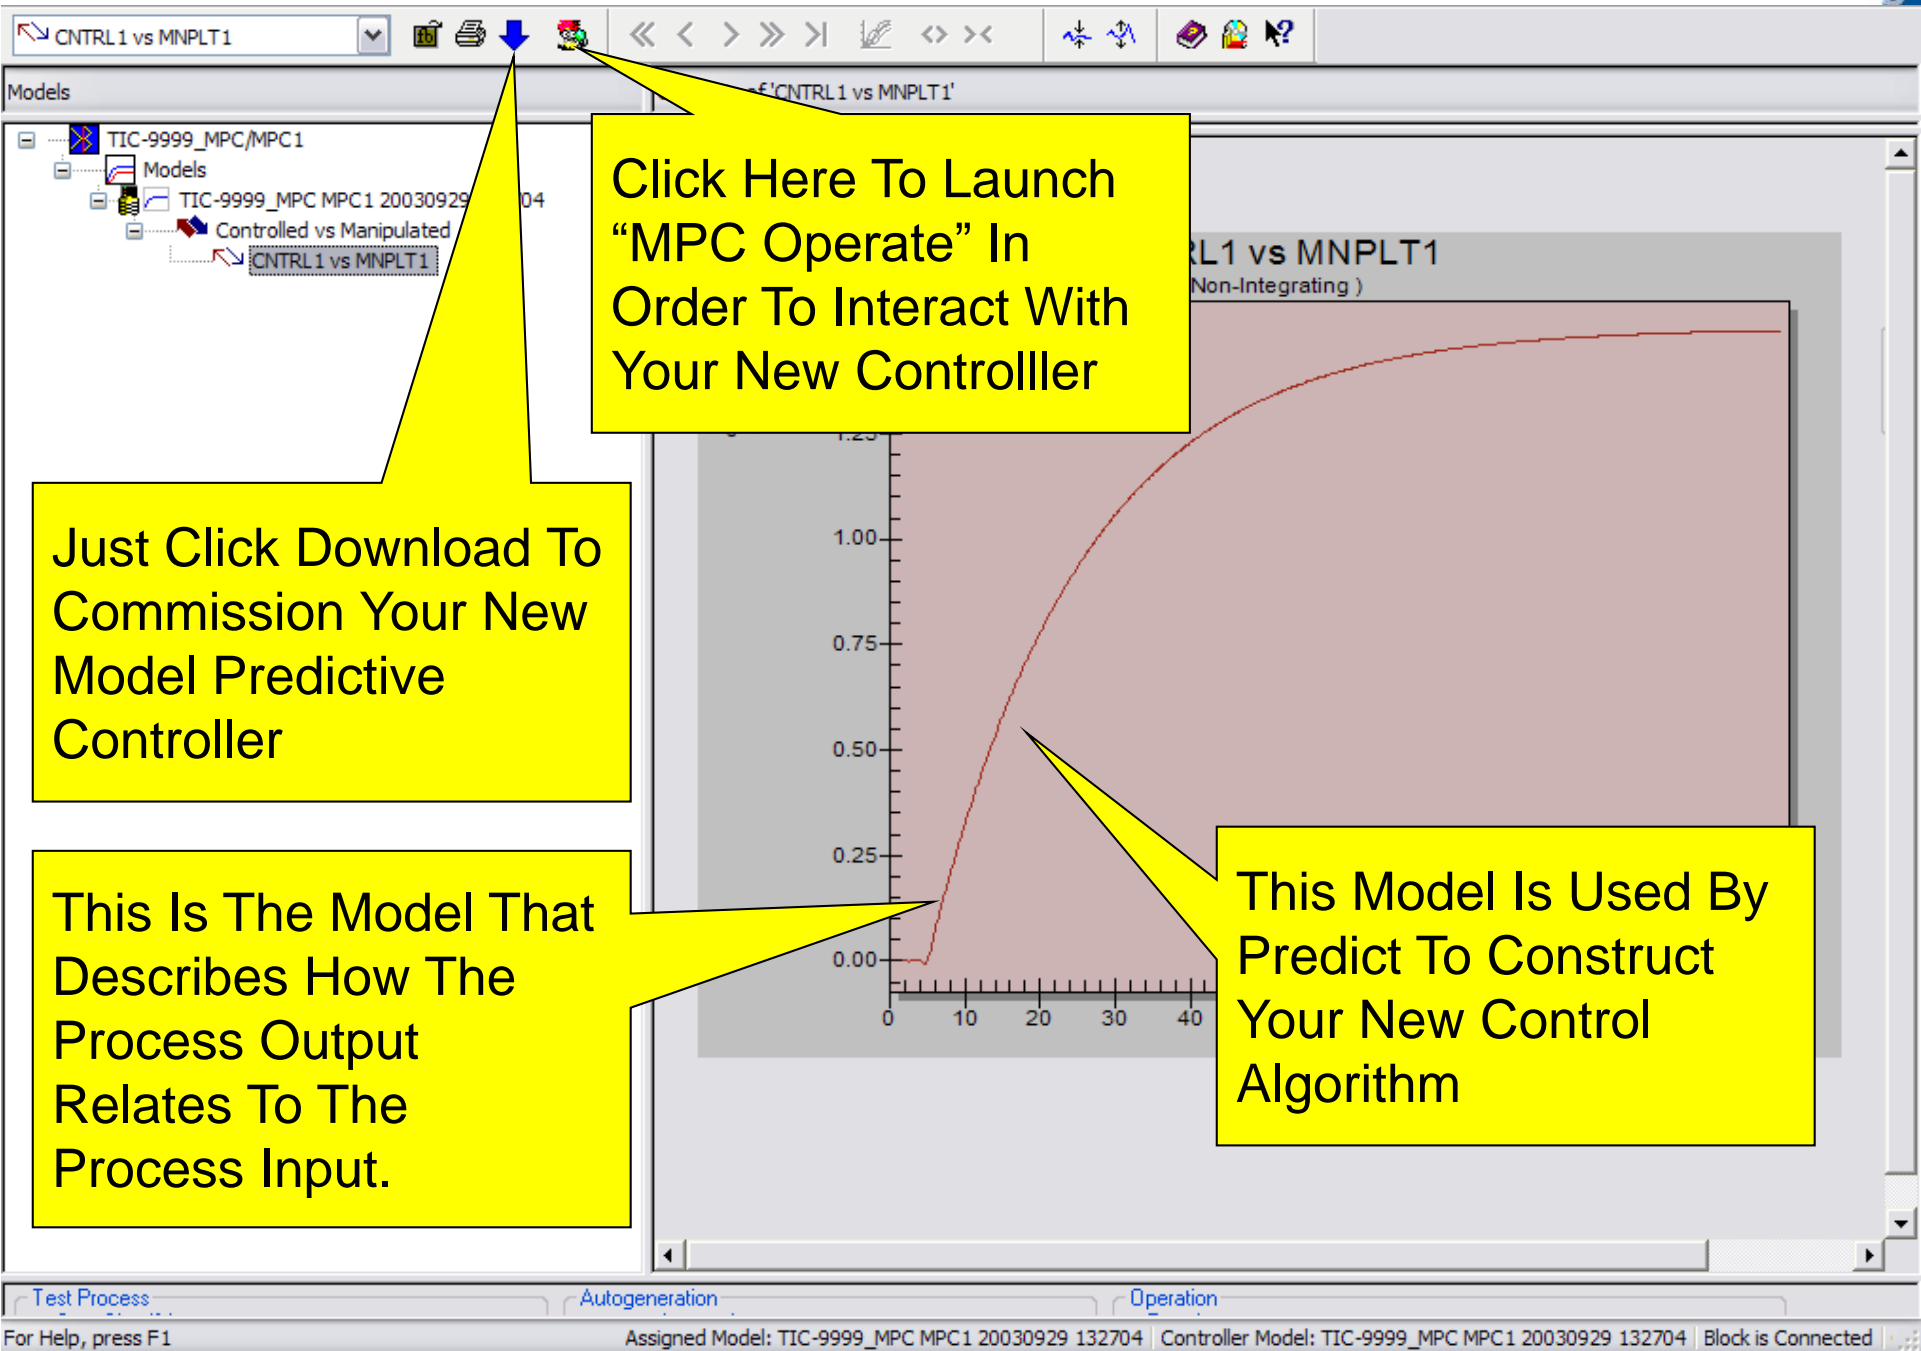 CNTRL1 vs MNPLT1
Models
of 'CNTRL1 vs MNPLT1'
TIC-9999_MPC/MPC1
Models
TIC-9999_MPC MPC1 20030929
04
Controlled vs Manipulated
CNTRL1 vs MNPLT1
Click Here To Launch
“MPC Operate” In
Order To Interact With
Your New Controlller
RL1 vs MNPLT1
Non-Integrating )
1.25
1.00
0.75
0.50
0.25
0.00
0 10 20 30 40
Just Click Download To
Commission Your New
Model Predictive
Controller
This Is The Model That
Describes How The
Process Output
Relates To The
Process Input.
This Model Is Used By
Predict To Construct
Your New Control
Algorithm
Test Process
Autogeneration
Operation
For Help, press F1
Assigned Model: TIC-9999_MPC MPC1 20030929 132704
Controller Model: TIC-9999_MPC MPC1 20030929 132704
Block is Connected